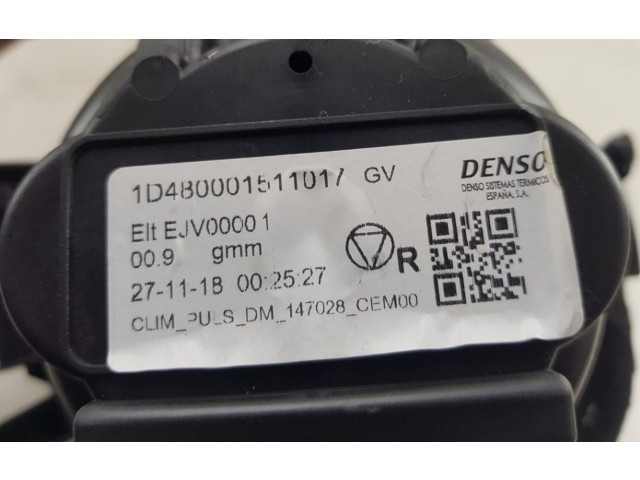 1D480001511017 GV
DENSO
DENSO SISTEMAS TERMICOS
ESPAÑA, S.A.
Elt EJV00001
00.9 gmm
R
27-11-18 00:25:27
CLIM_PULS_DM_147028_CEM00